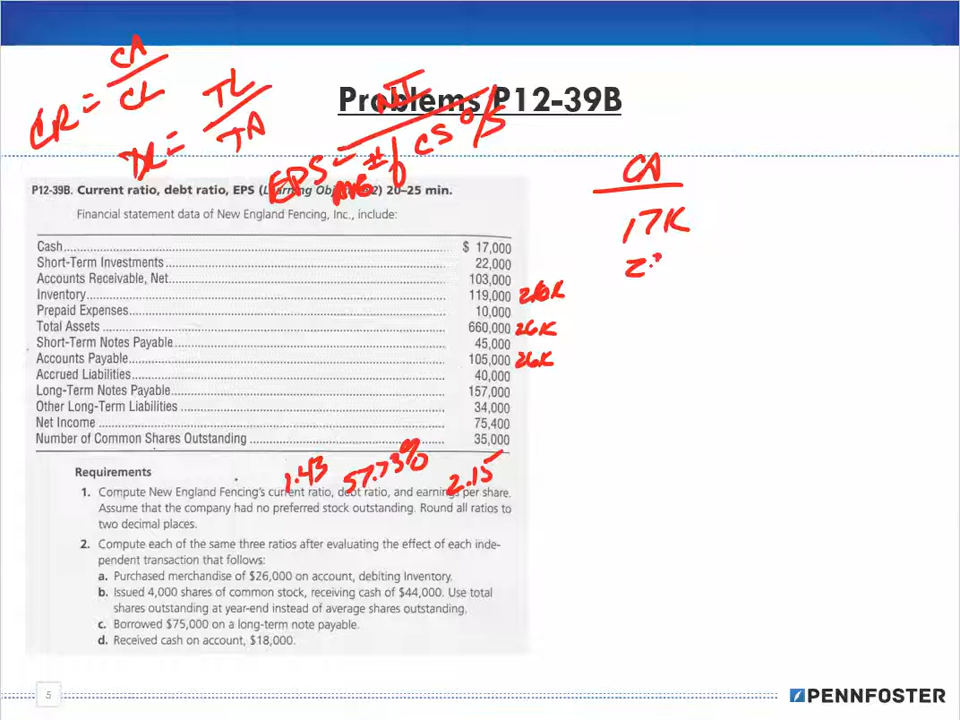 CR = CA / CL
DR = TL / TA
EPS = NI / AVE # of CS o/s
Problems P12-39B
CA
17K
P12-39B. Current ratio, debt ratio, EPS (Learning Objective 2) 20–25 min.
Financial statement data of New England Fencing, Inc., include:
Cash $ 17,000
Short-Term Investments 22,000
Accounts Receivable, Net 103,000
Inventory 119,000 26K
Prepaid Expenses 10,000
Total Assets 660,000 26K
Short-Term Notes Payable 45,000
Accounts Payable 105,000 26K
Accrued Liabilities 40,000
Long-Term Notes Payable 157,000
Other Long-Term Liabilities 34,000
Net Income 75,400
Number of Common Shares Outstanding 35,000
Requirements
1.43 57.73% 2.15
1. Compute New England Fencing's current ratio, debt ratio, and earnings per share.
Assume that the company had no preferred stock outstanding. Round all ratios to
two decimal places.
2. Compute each of the same three ratios after evaluating the effect of each inde-
pendent transaction that follows:
a. Purchased merchandise of $26,000 on account, debiting Inventory.
b. Issued 4,000 shares of common stock, receiving cash of $44,000. Use total
shares outstanding at year-end instead of average shares outstanding.
c. Borrowed $75,000 on a long-term note payable.
d. Received cash on account, $18,000.
5
PENNFOSTER